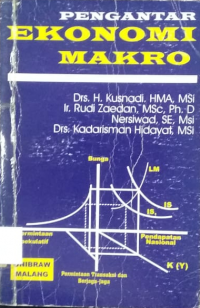 PENGANTAR
EKONOMI
MAKRO
Drs. H. Kusnadi, HMA, MSi
Ir. Rudi Zaedan, MSc, Ph. D
Nersiwad, SE, Msi
Drs. Kadarisman Hidayat, MSi
Bunga
LM
IS
IS
Permintaan
Spekulatif
Pendapatan
Nasional
K (Y)
Permintaan Transaksi dan
Berjaga-jaga
MALANG